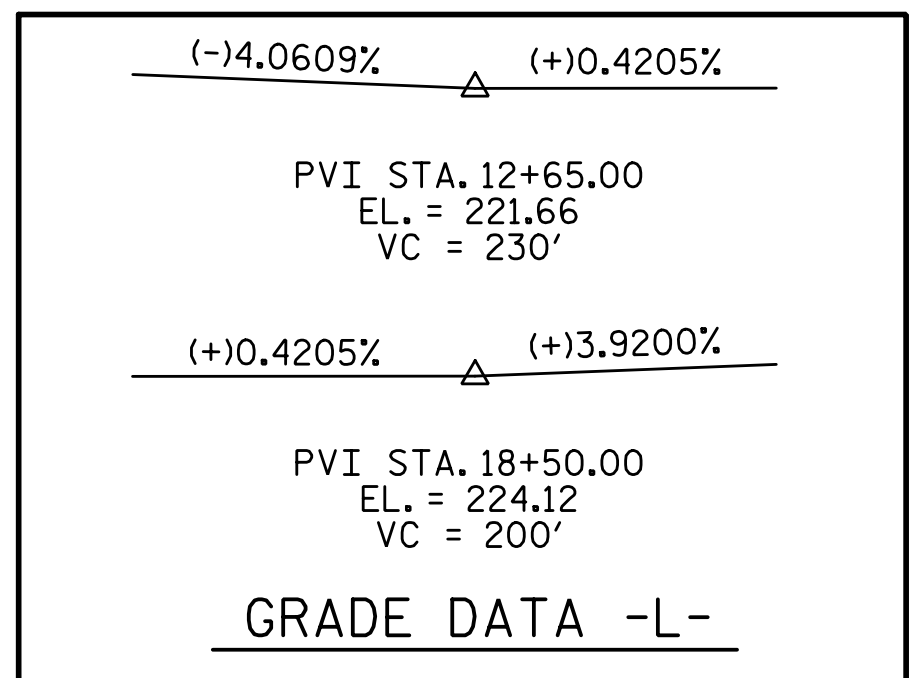 (-)4.0609% (+)0.4205%
PVI STA. 12+65.00
EL. = 221.66
VC = 230'
(+)0.4205% (+)3.9200%
PVI STA. 18+50.00
EL. = 224.12
VC = 200'
GRADE DATA -L-